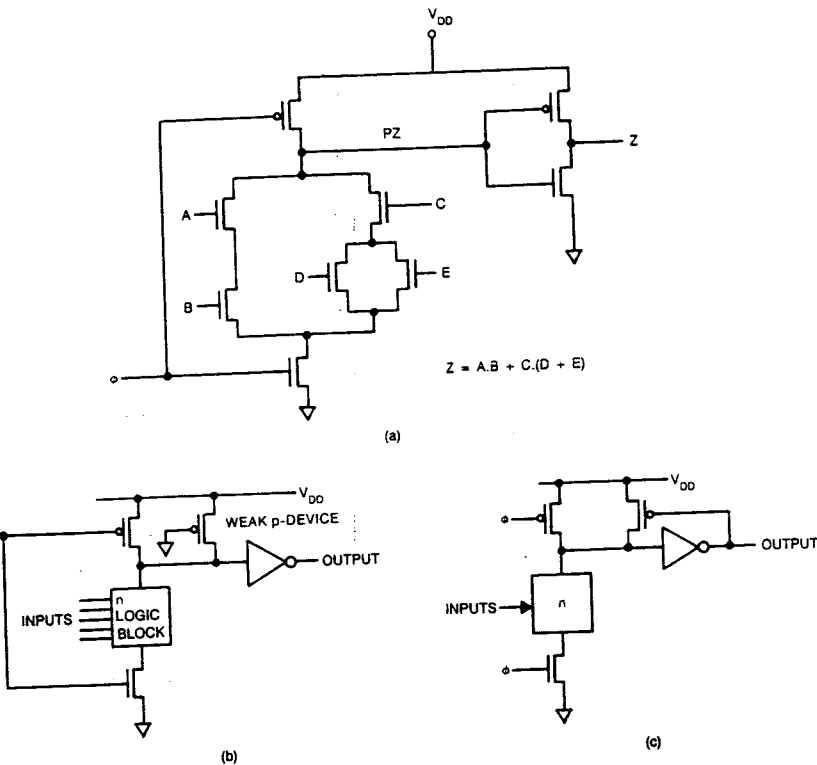 V_DD
PZ
Z
A
C
D
E
B
φ
Z = A.B + C.(D + E)
(a)
V_DD
WEAK p-DEVICE
OUTPUT
INPUTS
n
LOGIC
BLOCK
(b)
V_DD
φ
OUTPUT
INPUTS
n
φ
(c)